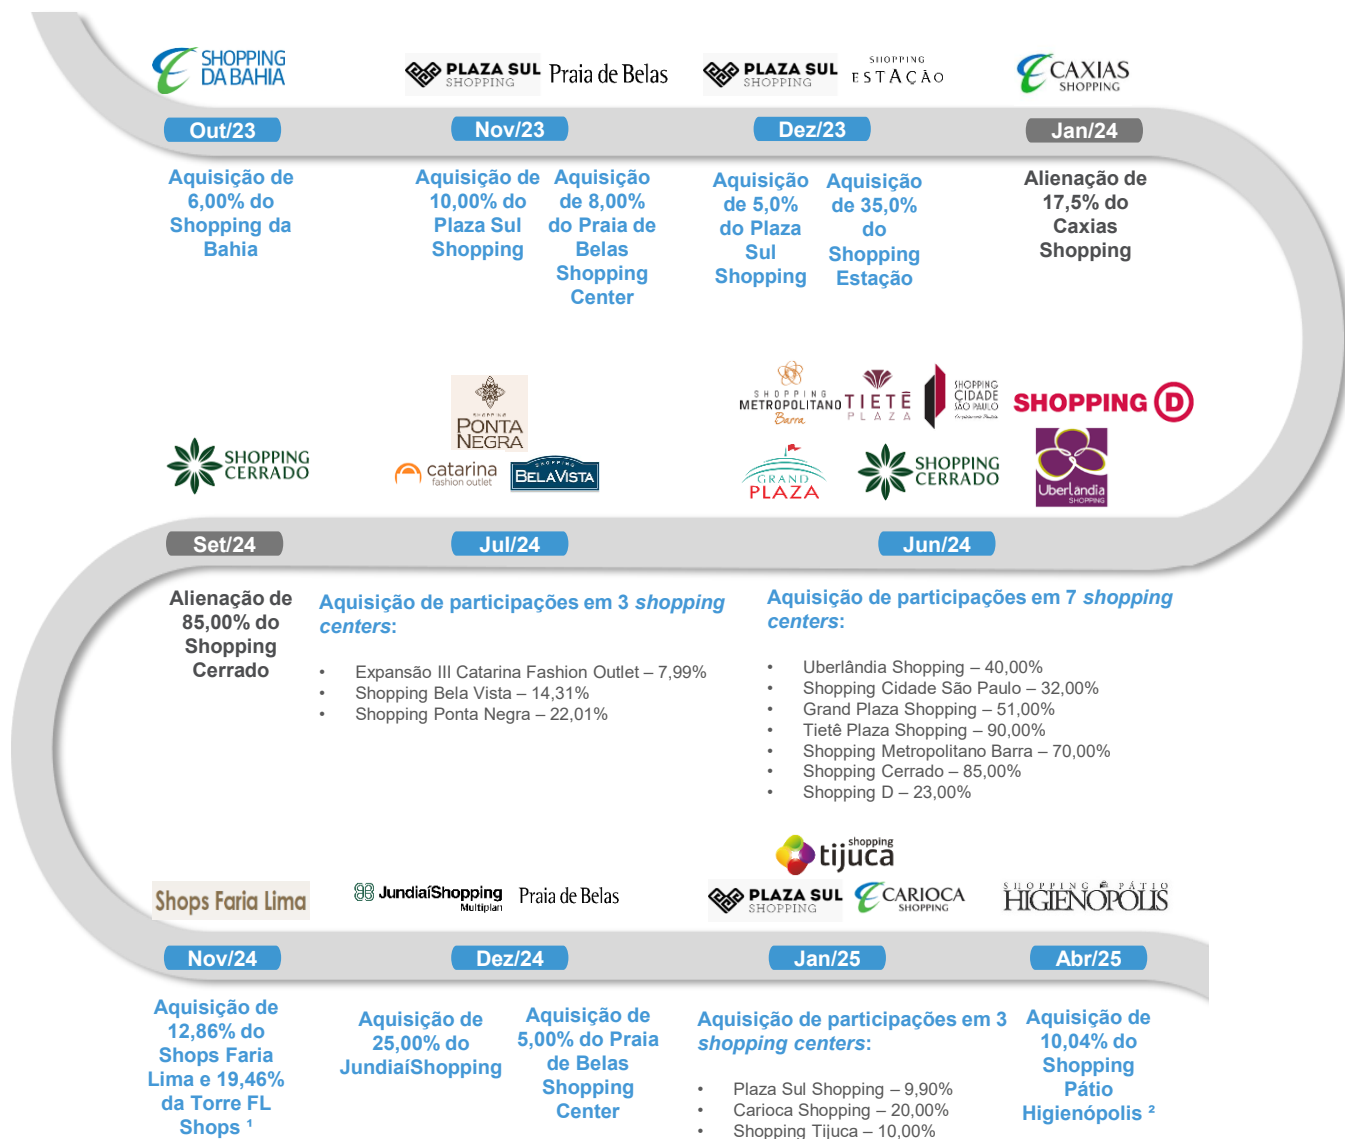 SHOPPING
DA BAHIA
PLAZA SUL
SHOPPING
Praia de Belas
PLAZA SUL
SHOPPING
SHOPPING
ESTAÇÃO
CAXIAS
SHOPPING
Out/23
Nov/23
Dez/23
Jan/24
Aquisição de
6,00% do
Shopping da
Bahia
Aquisição de
10,00% do
Plaza Sul
Shopping
Aquisição
de 8,00%
do Praia de
Belas
Shopping
Center
Aquisição
de 5,0%
do Plaza
Sul
Shopping
Aquisição
de 35,0%
do
Shopping
Estação
Alienação de
17,5% do
Caxias
Shopping
SHOPPING
CERRADO
SHOPPING
PONTA
NEGRA
catarina
fashion outlet
SHOPPING
BELAVISTA
SHOPPING
METROPOLITANO
Barra
TIETÊ
PLAZA
SHOPPING
CIDADE
SÃO PAULO
SHOPPING D
GRAND
PLAZA
SHOPPING
CERRADO
Uberlândia
SHOPPING
Set/24
Jul/24
Jun/24
Alienação de
85,00% do
Shopping
Cerrado
Aquisição de participações em 3 shopping
centers:
• Expansão III Catarina Fashion Outlet – 7,99%
• Shopping Bela Vista – 14,31%
• Shopping Ponta Negra – 22,01%
Aquisição de participações em 7 shopping
centers:
• Uberlândia Shopping – 40,00%
• Shopping Cidade São Paulo – 32,00%
• Grand Plaza Shopping – 51,00%
• Tietê Plaza Shopping – 90,00%
• Shopping Metropolitano Barra – 70,00%
• Shopping Cerrado – 85,00%
• Shopping D – 23,00%
Shops Faria Lima
JundiaíShopping
Multiplan
Praia de Belas
shopping
tijuca
PLAZA SUL
SHOPPING
CARIOCA
SHOPPING
SHOPPING PÁTIO
HIGIENÓPOLIS
Nov/24
Dez/24
Jan/25
Abr/25
Aquisição de
12,86% do
Shops Faria
Lima e 19,46%
da Torre FL
Shops ¹
Aquisição de
25,00% do
JundiaíShopping
Aquisição de
5,00% do Praia
de Belas
Shopping
Center
Aquisição de participações em 3
shopping centers:
• Plaza Sul Shopping – 9,90%
• Carioca Shopping – 20,00%
• Shopping Tijuca – 10,00%
Aquisição de
10,04% do
Shopping
Pátio
Higienópolis ²